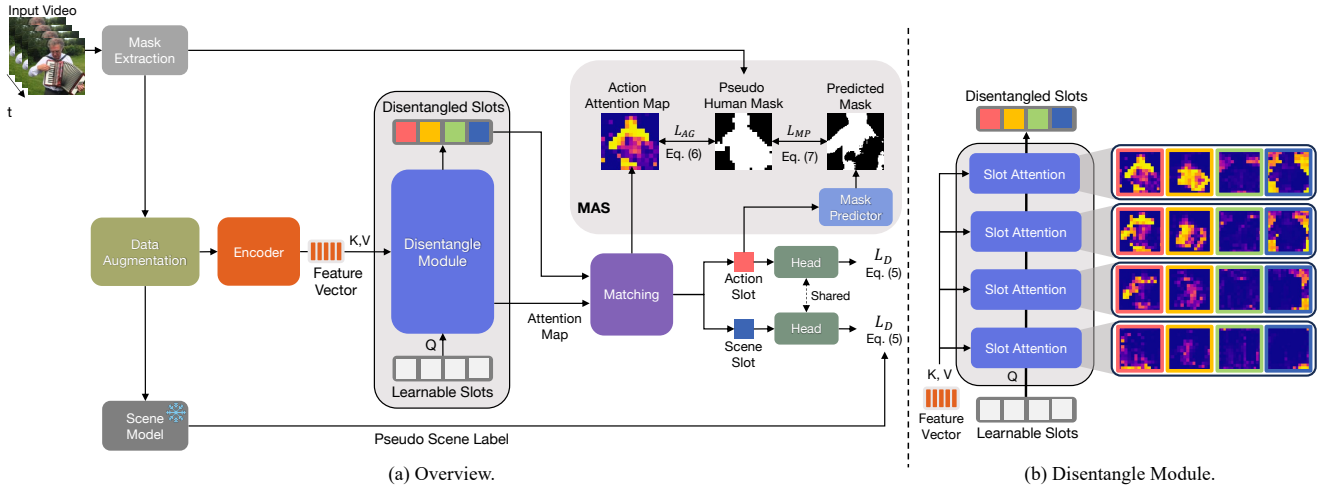 Input Video
t
Mask
Extraction
Data
Augmentation
Encoder
Feature
Vector
K,V
Disentangled Slots
Disentangle
Module
Q
Learnable Slots
Attention
Map
Scene
Model
Pseudo Scene Label
Matching
Action
Attention Map
Pseudo
Human Mask
Predicted
Mask
L_AG
Eq. (6)
L_MP
Eq. (7)
MAS
Mask
Predictor
Action
Slot
Head
L_D
Eq. (5)
Shared
Scene
Slot
Head
L_D
Eq. (5)
(a) Overview.
Disentangled Slots
Slot Attention
Slot Attention
Slot Attention
Slot Attention
K, V
Q
Feature
Vector
Learnable Slots
(b) Disentangle Module.